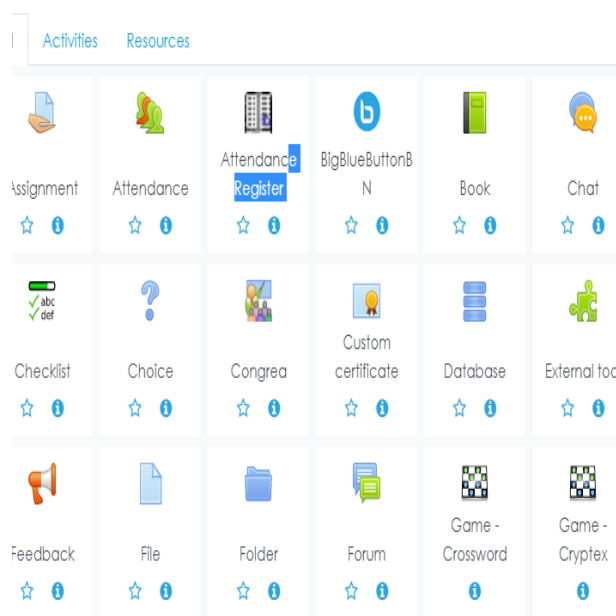 Activities Resources
Attendance BigBlueButtonB
Assignment Attendance Register N Book Chat
abc
def
Custom
Checklist Choice Congrea certificate Database External too
Game - Game -
Feedback File Folder Forum Crossword Cryptex